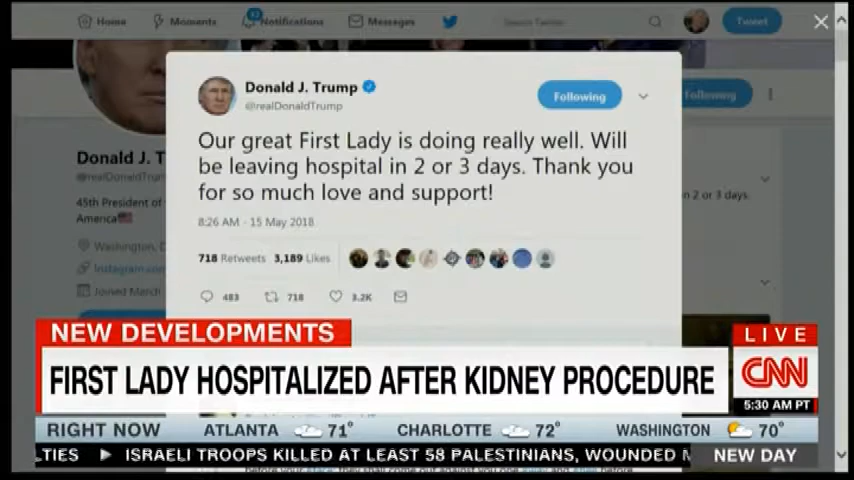 Home Moments 43 Notifications Messages Search Twitter Tweet
Donald J. Trump
@realDonaldTrump
Following
Our great First Lady is doing really well. Will
be leaving hospital in 2 or 3 days. Thank you
for so much love and support!
8:26 AM - 15 May 2018
718 Retweets 3,189 Likes
483 718 3.2K
Donald J. T
@realDonaldTrum
45th President of
America
Washington, D
Instagram.com
Joined March
Following
n 2 or 3 days.
NEW DEVELOPMENTS
FIRST LADY HOSPITALIZED AFTER KIDNEY PROCEDURE
LIVE
CNN
5:30 AM PT
RIGHT NOW ATLANTA 71° CHARLOTTE 72° WASHINGTON 70°
TIES ▶ ISRAELI TROOPS KILLED AT LEAST 58 PALESTINIANS, WOUNDED
NEW DAY